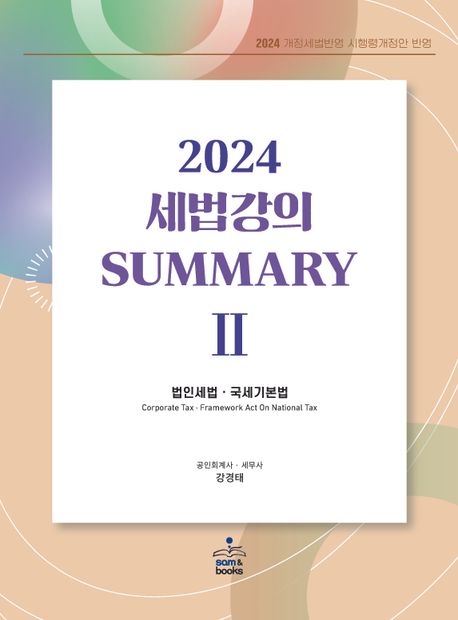 2024 개정세법반영 시행령개정안 반영
2024
세법강의
SUMMARY
II
법인세법 · 국세기본법
Corporate Tax · Framework Act On National Tax
공인회계사 · 세무사
강경태
sam &
books